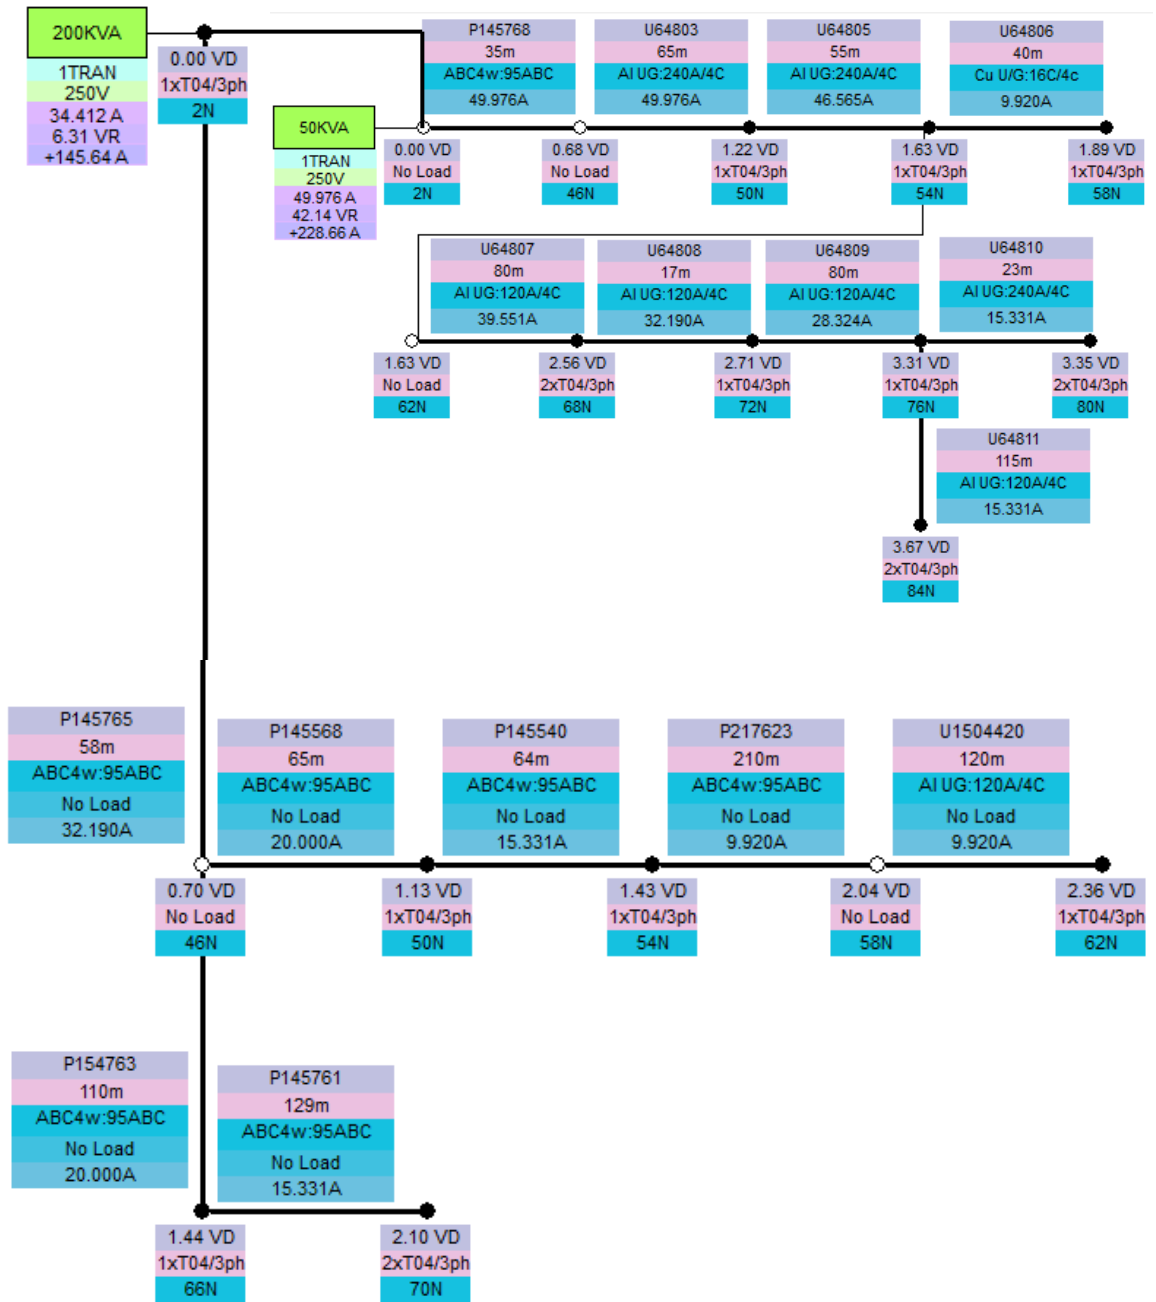 200KVA
1TRAN
250V
34.412 A
6.31 VR
+145.64 A
0.00 VD
1xT04/3ph
2N
P145768
35m
ABC4w:95ABC
49.976A
U64803
65m
Al UG:240A/4C
49.976A
U64805
55m
Al UG:240A/4C
46.565A
U64806
40m
Cu U/G:16C/4c
9.920A
50KVA
1TRAN
250V
49.976 A
42.14 VR
+228.66 A
0.00 VD
No Load
2N
0.68 VD
No Load
46N
1.22 VD
1xT04/3ph
50N
1.63 VD
1xT04/3ph
54N
1.89 VD
1xT04/3ph
58N
U64807
80m
Al UG:120A/4C
39.551A
U64808
17m
Al UG:120A/4C
32.190A
U64809
80m
Al UG:120A/4C
28.324A
U64810
23m
Al UG:240A/4C
15.331A
1.63 VD
No Load
62N
2.56 VD
2xT04/3ph
68N
2.71 VD
1xT04/3ph
72N
3.31 VD
1xT04/3ph
76N
3.35 VD
2xT04/3ph
80N
U64811
115m
Al UG:120A/4C
15.331A
3.67 VD
2xT04/3ph
84N
P145765
58m
ABC4w:95ABC
No Load
32.190A
P145568
65m
ABC4w:95ABC
No Load
20.000A
P145540
64m
ABC4w:95ABC
No Load
15.331A
P217623
210m
ABC4w:95ABC
No Load
9.920A
U1504420
120m
Al UG:120A/4C
No Load
9.920A
0.70 VD
No Load
46N
1.13 VD
1xT04/3ph
50N
1.43 VD
1xT04/3ph
54N
2.04 VD
No Load
58N
2.36 VD
1xT04/3ph
62N
P154763
110m
ABC4w:95ABC
No Load
20.000A
P145761
129m
ABC4w:95ABC
No Load
15.331A
1.44 VD
1xT04/3ph
66N
2.10 VD
2xT04/3ph
70N